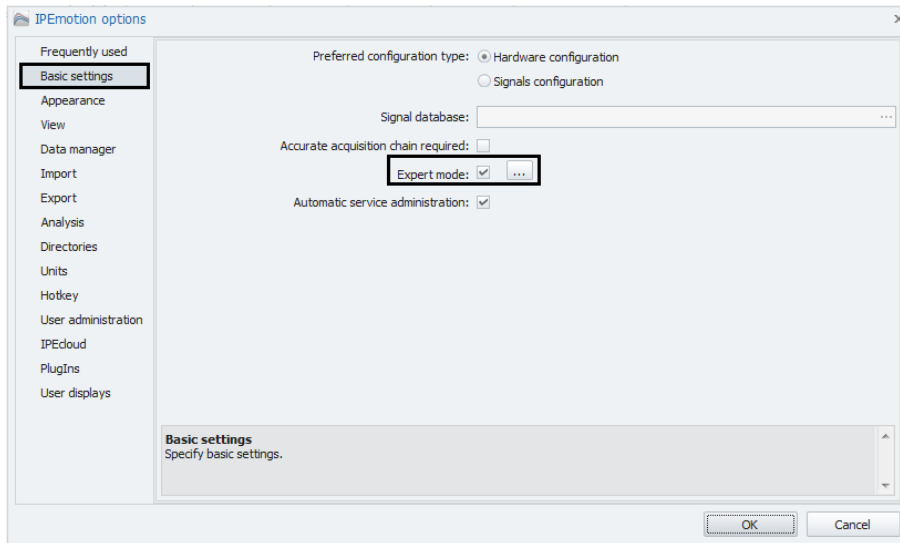 IPEmotion options
Frequently used
Basic settings
Appearance
View
Data manager
Import
Export
Analysis
Directories
Units
Hotkey
User administration
IPEcloud
PlugIns
User displays
Preferred configuration type: Hardware configuration
Signals configuration
Signal database: ...
Accurate acquisition chain required:
Expert mode: ...
Automatic service administration:
Basic settings
Specify basic settings.
OK Cancel